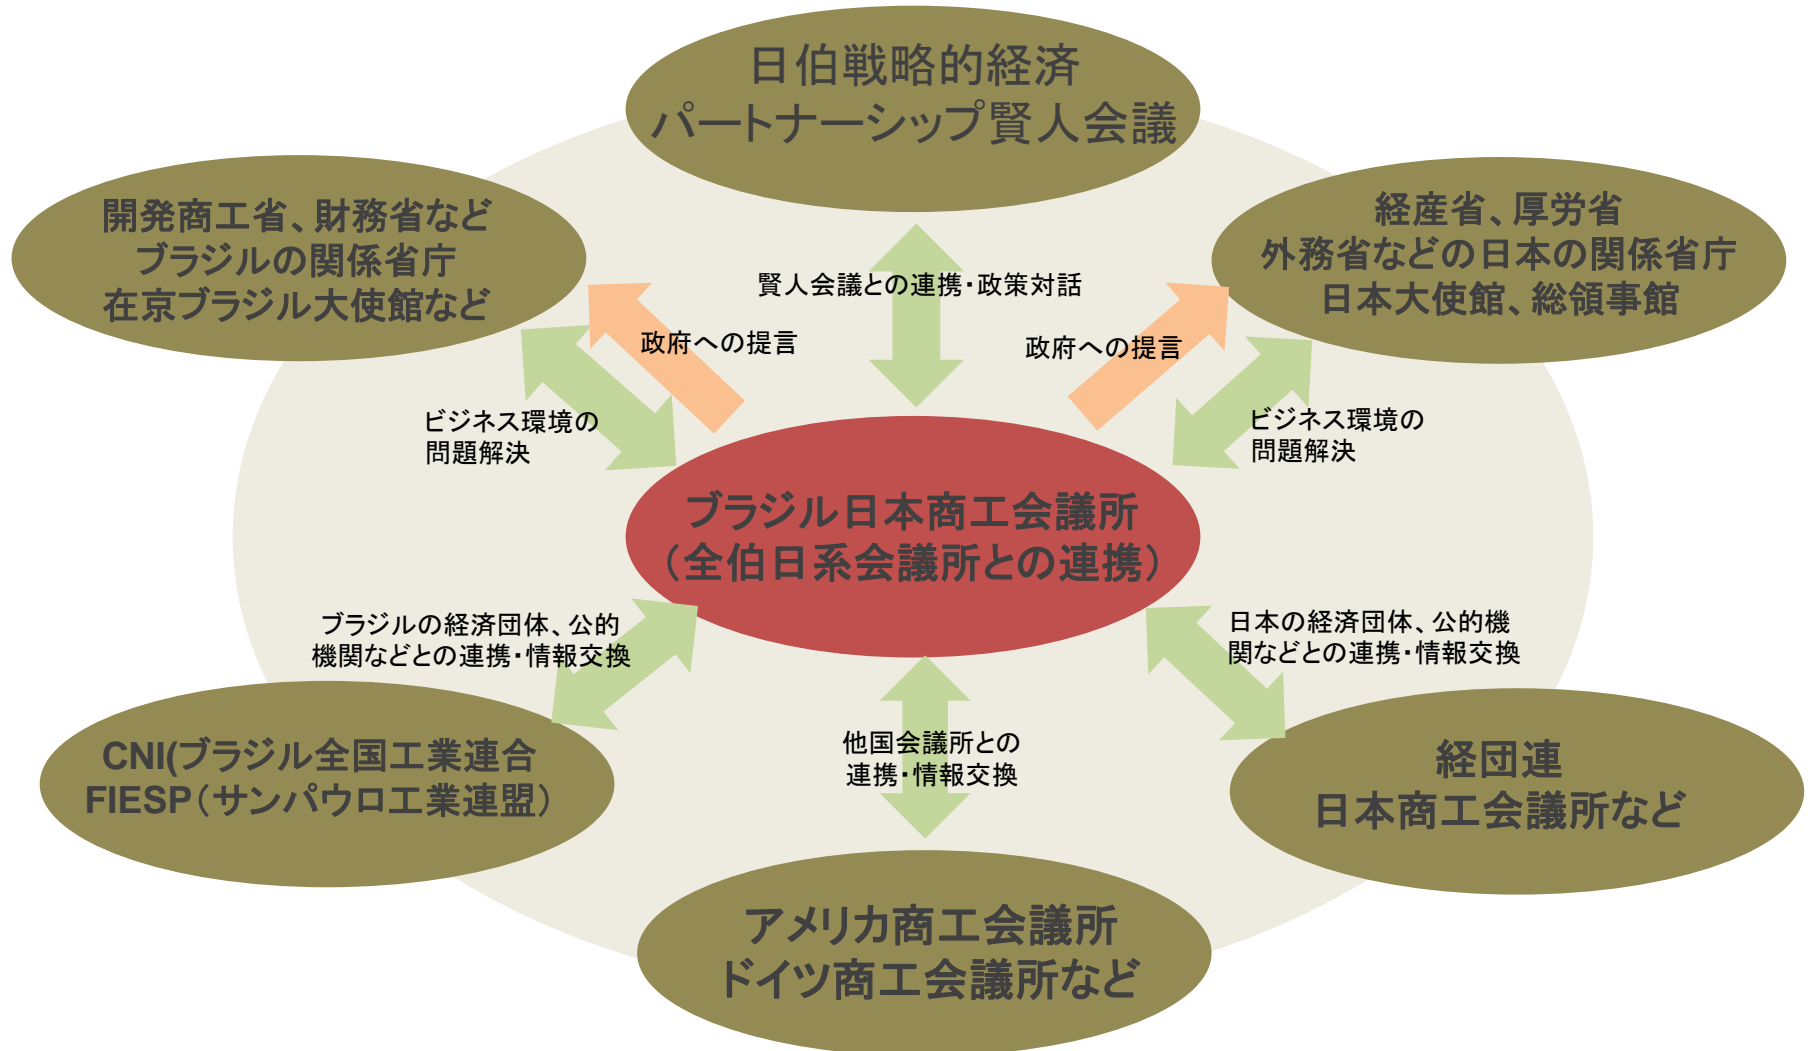 日伯戦略的経済
パートナーシップ賢人会議
開発商工省、財務省など
ブラジルの関係省庁
在京ブラジル大使館など
経産省、厚労省
外務省などの日本の関係省庁
日本大使館、総領事館
賢人会議との連携・政策対話
政府への提言
政府への提言
ビジネス環境の
問題解決
ビジネス環境の
問題解決
ブラジル日本商工会議所
（全伯日系会議所との連携）
ブラジルの経済団体、公的
機関などとの連携・情報交換
日本の経済団体、公的機
関などとの連携・情報交換
他国会議所との
連携・情報交換
CNI(ブラジル全国工業連合
FIESP（サンパウロ工業連盟）
経団連
日本商工会議所など
アメリカ商工会議所
ドイツ商工会議所など